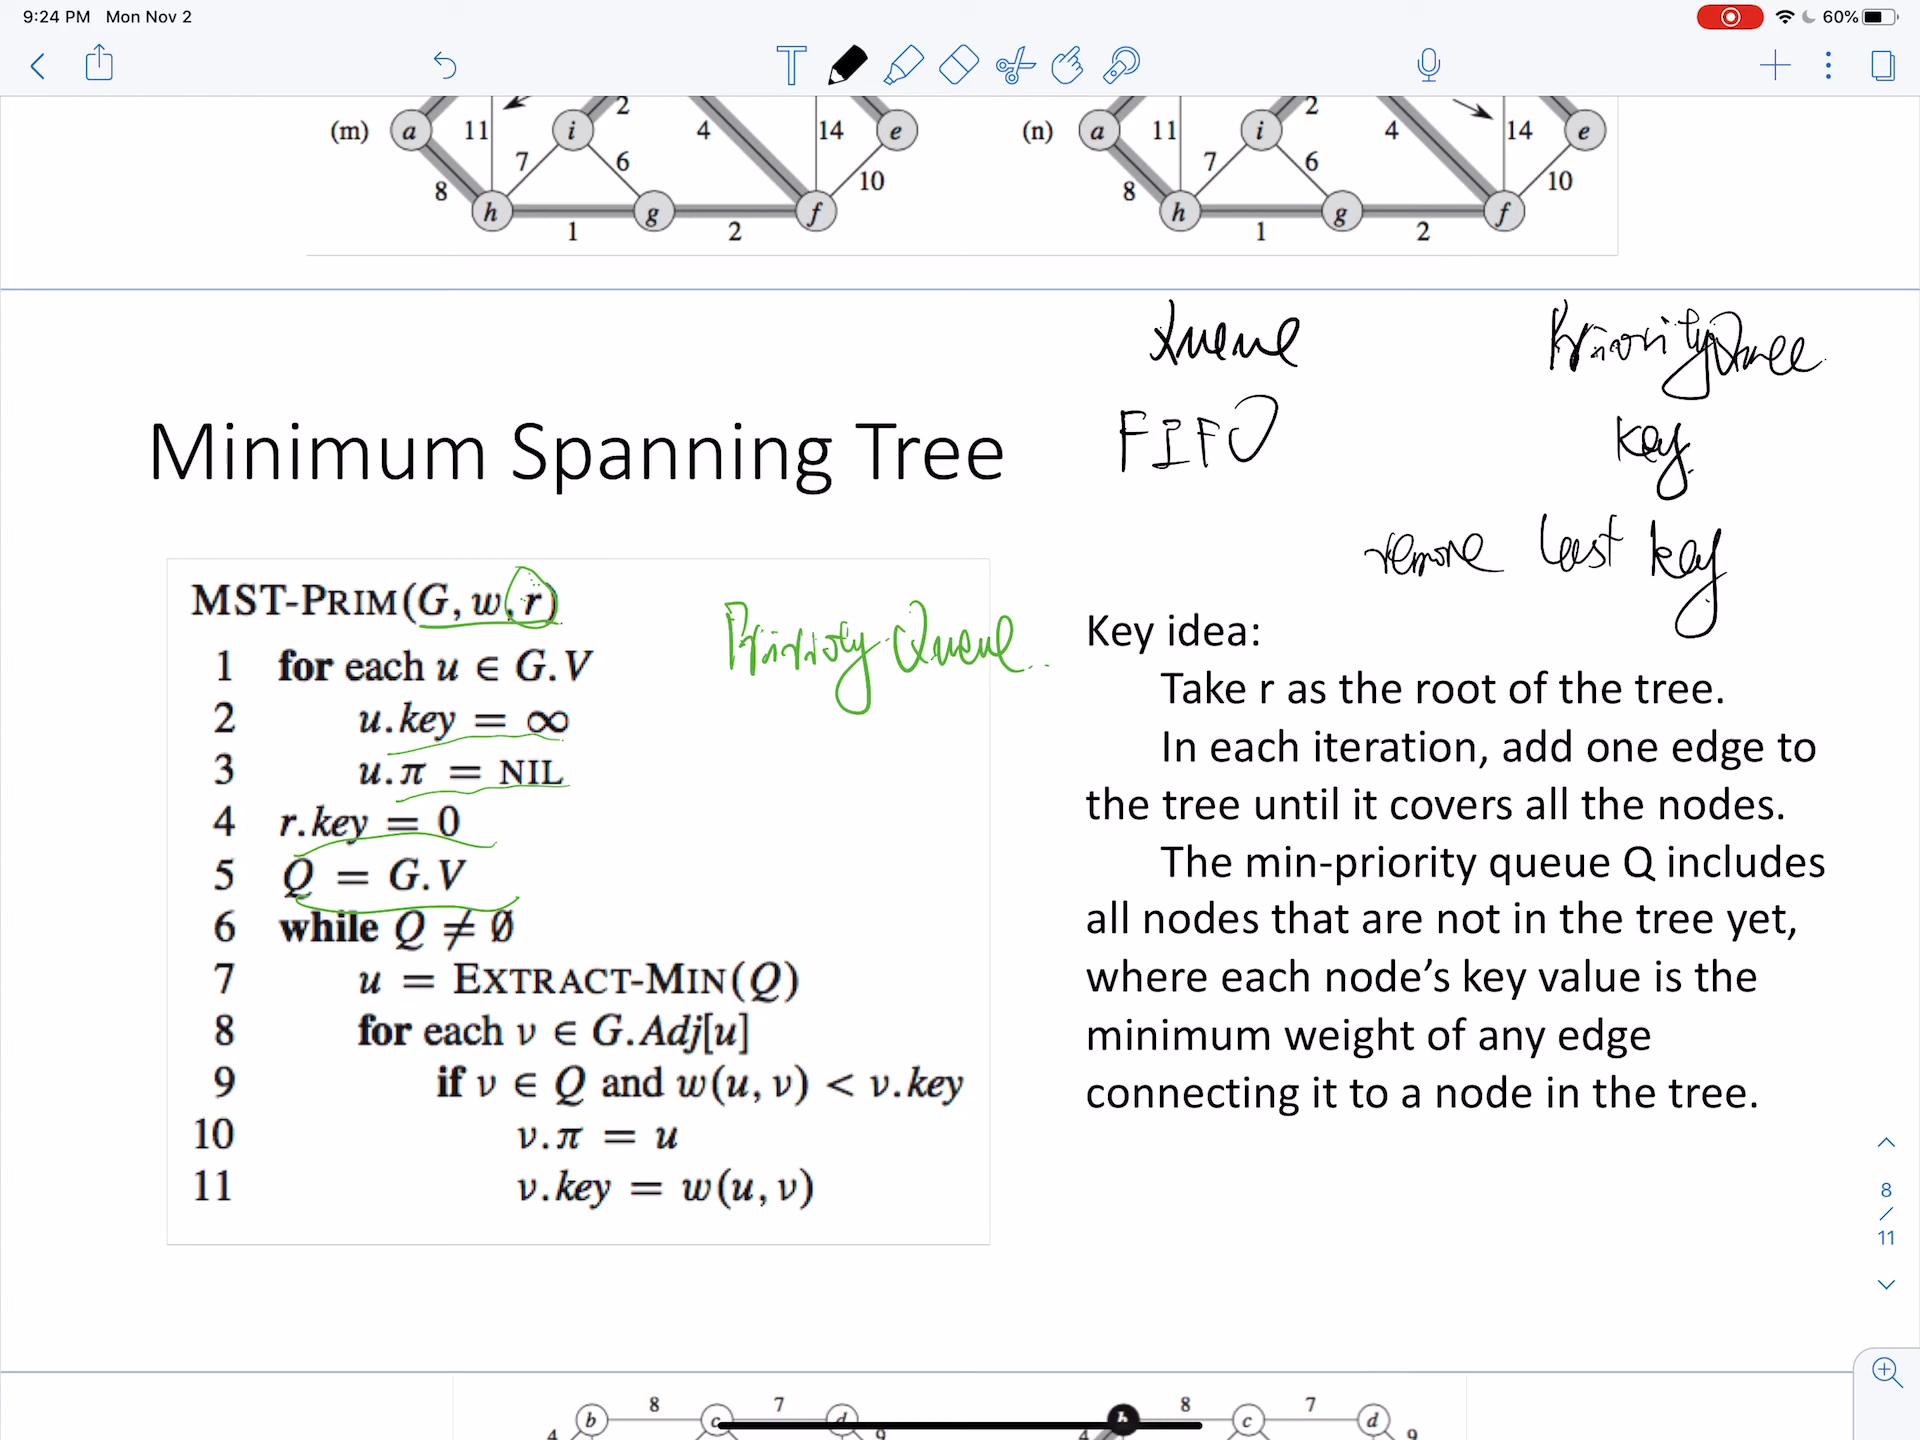 9:24 PM Mon Nov 2
60%
T
(m) a 11 i 2 4 14 e
7 6 10
8
h g f
1 2
(n) a 11 i 2 4 14 e
7 6 10
8
h g f
1 2
Queue
Priority Queue
FIFO
key
remove least key
Minimum Spanning Tree
MST-PRIM(G, w, r)
Priority Queue
1 for each u ∈ G.V
2 u.key = ∞
3 u.π = NIL
4 r.key = 0
5 Q = G.V
6 while Q ≠ ∅
7 u = EXTRACT-MIN(Q)
8 for each v ∈ G.Adj[u]
9 if v ∈ Q and w(u, v) < v.key
10 v.π = u
11 v.key = w(u, v)
Key idea:
Take r as the root of the tree.
In each iteration, add one edge to
the tree until it covers all the nodes.
The min-priority queue Q includes
all nodes that are not in the tree yet,
where each node’s key value is the
minimum weight of any edge
connecting it to a node in the tree.
8
/
11
b 8 c 7 d
4 9
b 8 c 7 d
4 9